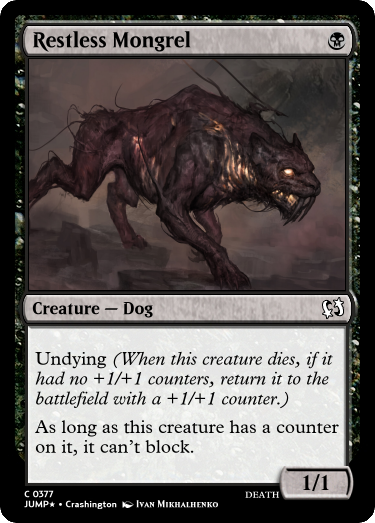 Restless Mongrel
Creature — Dog
Undying (When this creature dies, if it
had no +1/+1 counters, return it to the
battlefield with a +1/+1 counter.)
As long as this creature has a counter
on it, it can't block.
1/1
C 0377
DEATH
JUMP★ • Crashington Ivan Mikhalhenko